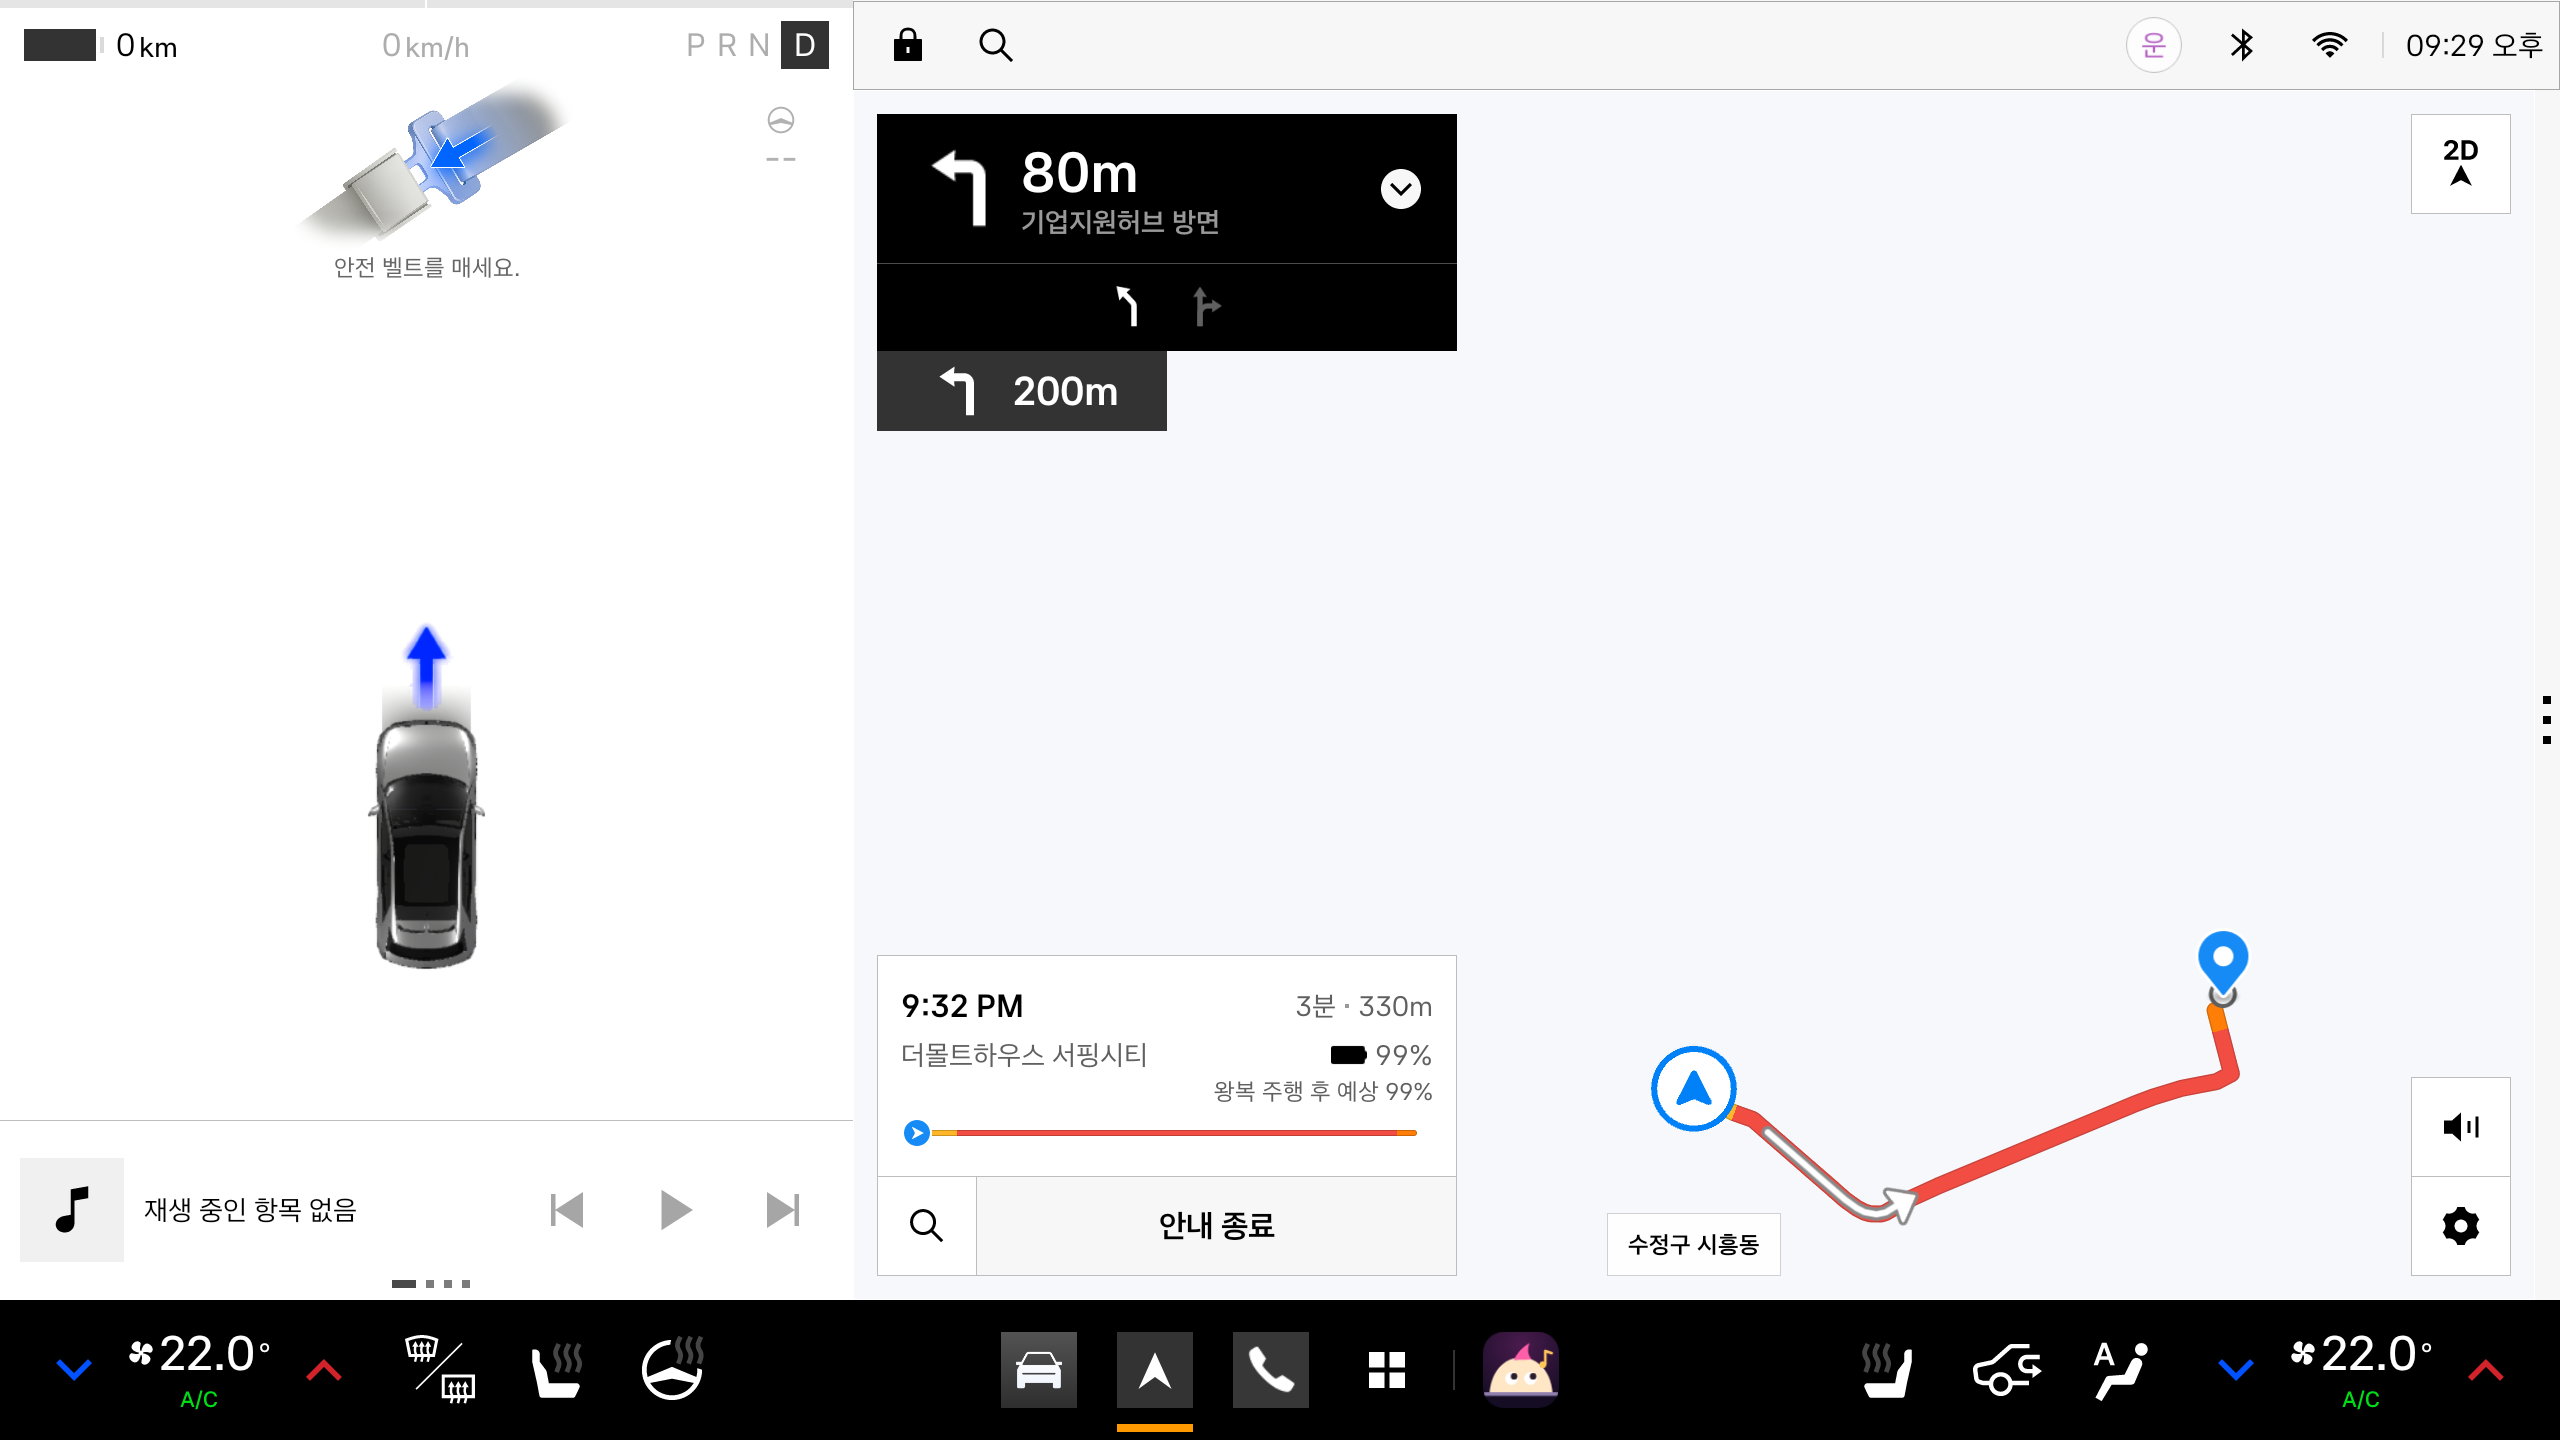 0 km
0 km/h
P R N D
운
09:29 오후
안전 벨트를 매세요.
--
80m
기업지원허브 방면
200m
2D
9:32 PM
3분 · 330m
더몰트하우스 서핑시티
99%
왕복 주행 후 예상 99%
안내 종료
수정구 시흥동
재생 중인 항목 없음
22.0°
A/C
A
22.0°
A/C